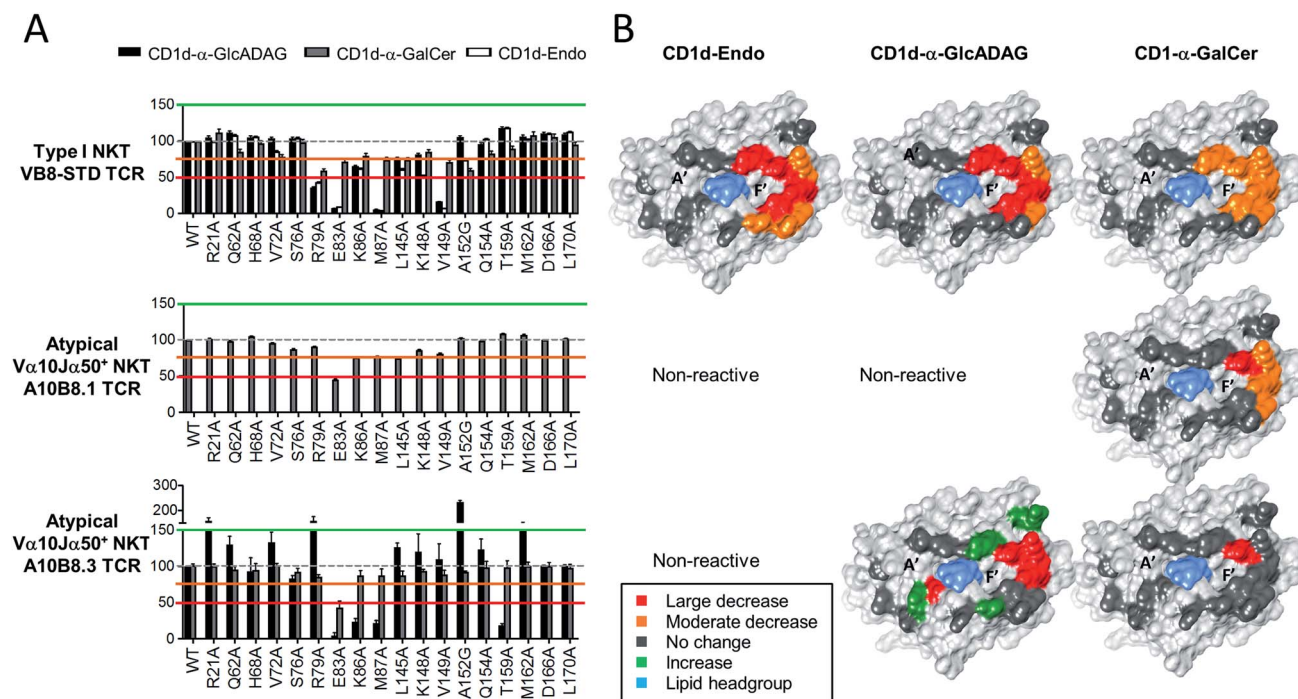 A
CD1d-α-GlcADAG CD1d-α-GalCer CD1d-Endo
Type I NKT
VB8-STD TCR
150
100
50
0
WT R21A Q62A H68A V72A S76A R79A E83A K86A M87A L145A K148A V149A A152G Q154A T159A M162A D166A L170A
Atypical
Vα10Jα50+ NKT
A10B8.1 TCR
150
100
50
0
WT R21A Q62A H68A V72A S76A R79A E83A K86A M87A L145A K148A V149A A152G Q154A T159A M162A D166A L170A
Atypical
Vα10Jα50+ NKT
A10B8.3 TCR
300
200
150
100
50
0
WT R21A Q62A H68A V72A S76A R79A E83A K86A M87A L145A K148A V149A A152G Q154A T159A M162A D166A L170A
B
CD1d-Endo CD1d-α-GlcADAG CD1-α-GalCer
A' F' A' F' A' F'
Non-reactive Non-reactive A' F'
Non-reactive A' F' A' F'
Large decrease
Moderate decrease
No change
Increase
Lipid headgroup